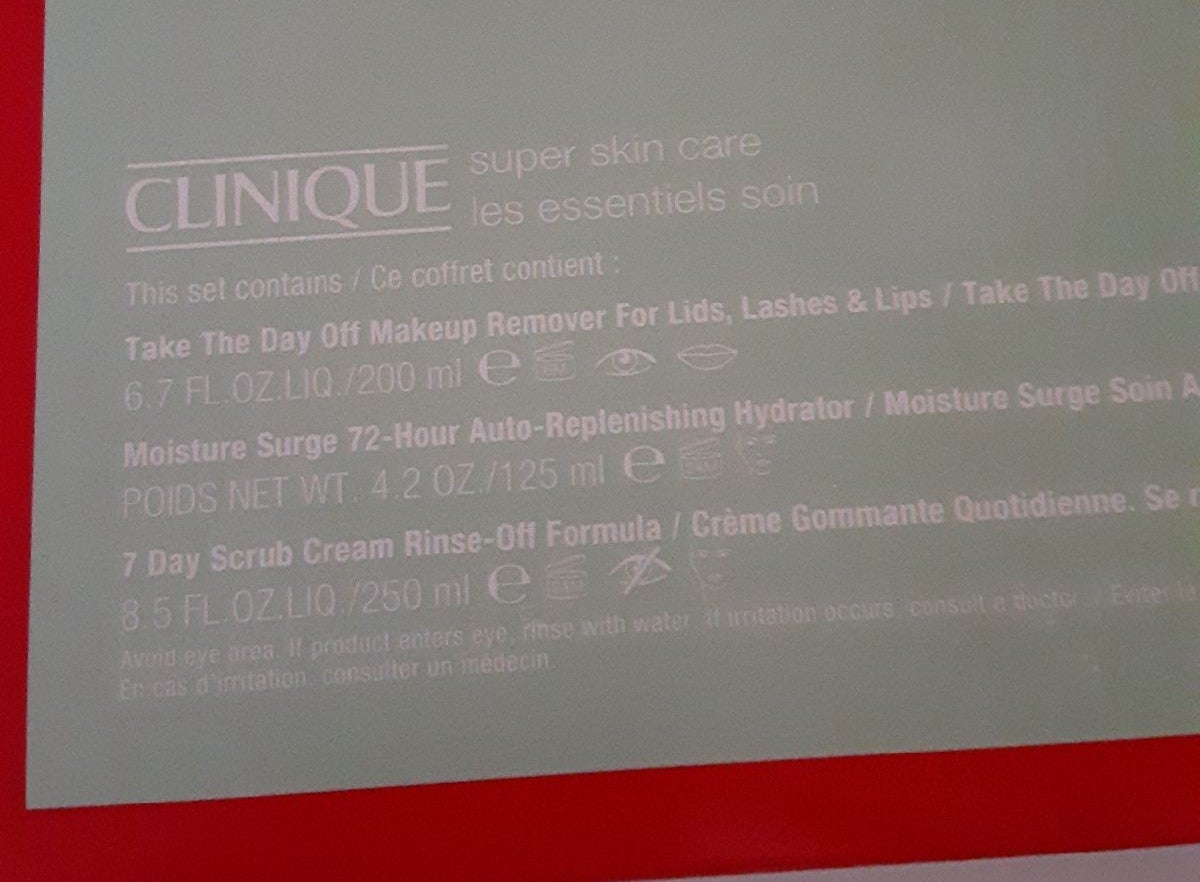 CLINIQUE
super skin care
les essentiels soin
This set contains / Ce coffret contient :
Take The Day Off Makeup Remover For Lids, Lashes & Lips / Take The Day Off
6.7 FL.OZ.LIQ./200 ml e
Moisture Surge 72-Hour Auto-Replenishing Hydrator / Moisture Surge Soin A
POIDS NET WT. 4.2 OZ./125 ml e
7 Day Scrub Cream Rinse-Off Formula / Crème Gommante Quotidienne. Se
8.5 FL.OZ.LIQ./250 ml e
Avoid eye area. If product enters eye, rinse with water. If irritation occurs, consult a doctor. / Éviter le
En cas d'irritation, consulter un médecin.